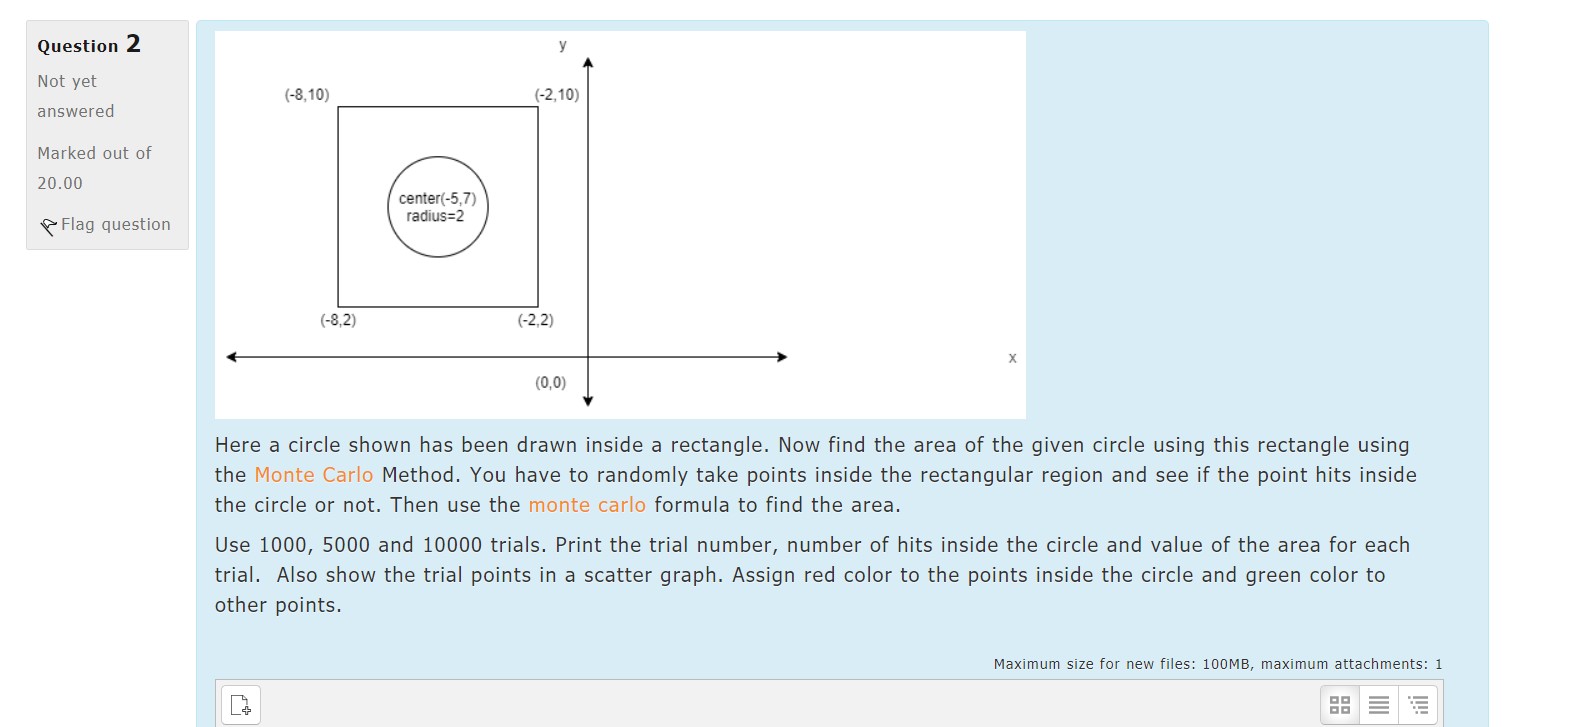 Question 2
Not yet
answered
Marked out of
20.00
Flag question
y
(-8,10)
(-2,10)
center(-5,7)
radius=2
(-8,2)
(-2,2)
x
(0,0)
Here a circle shown has been drawn inside a rectangle. Now find the area of the given circle using this rectangle using
the Monte Carlo Method. You have to randomly take points inside the rectangular region and see if the point hits inside
the circle or not. Then use the monte carlo formula to find the area.
Use 1000, 5000 and 10000 trials. Print the trial number, number of hits inside the circle and value of the area for each
trial.  Also show the trial points in a scatter graph. Assign red color to the points inside the circle and green color to
other points.
Maximum size for new files: 100MB, maximum attachments: 1